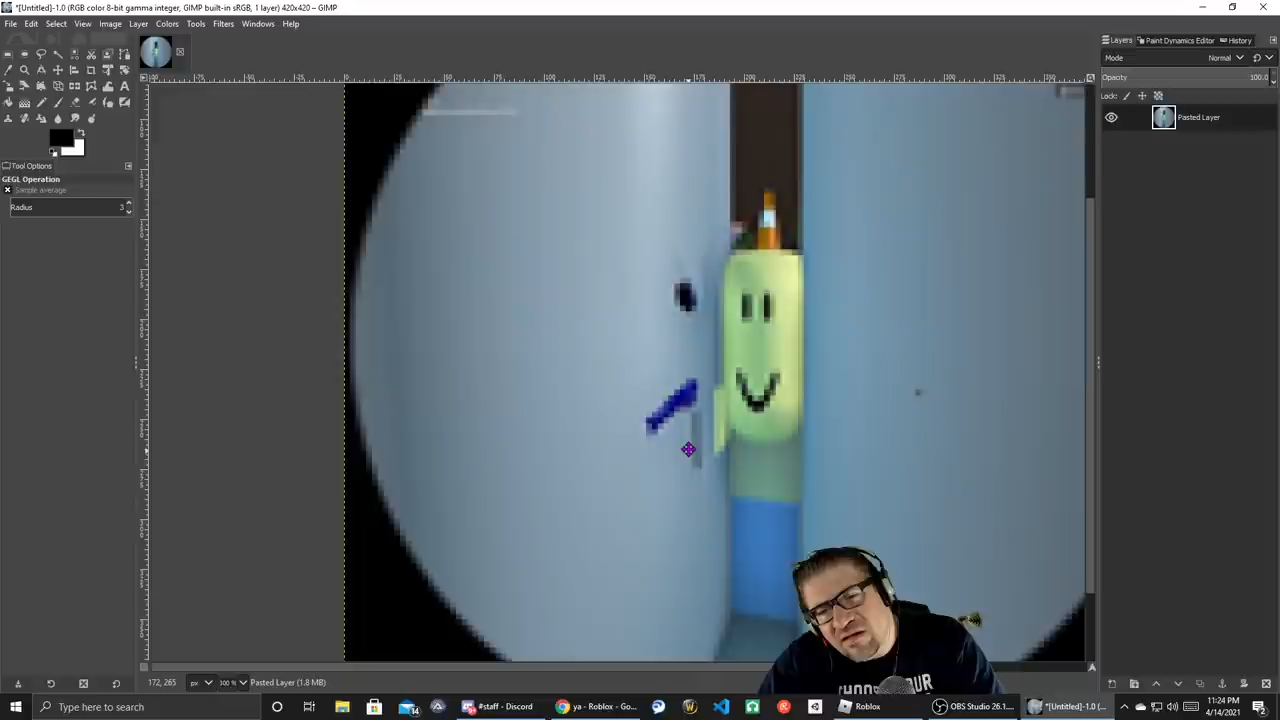 *[Untitled]-1.0 (RGB color 8-bit gamma integer, GIMP built-in sRGB, 1 layer) 420x420 – GIMP
File Edit Select View Image Layer Colors Tools Filters Windows Help
Layers Paint Dynamics Editor History
Mode Normal
Opacity 100.0
Lock:
Pasted Layer
Tool Options
GEGL Operation
Sample average
Radius 3
172, 265 px 300 % Pasted Layer (1.8 MB)
Type here to search
14
#staff - Discord
ya - Roblox - Go...
Roblox
OBS Studio 26.1....
*[Untitled]-1.0 (...
11:24 PM
4/14/2021
2